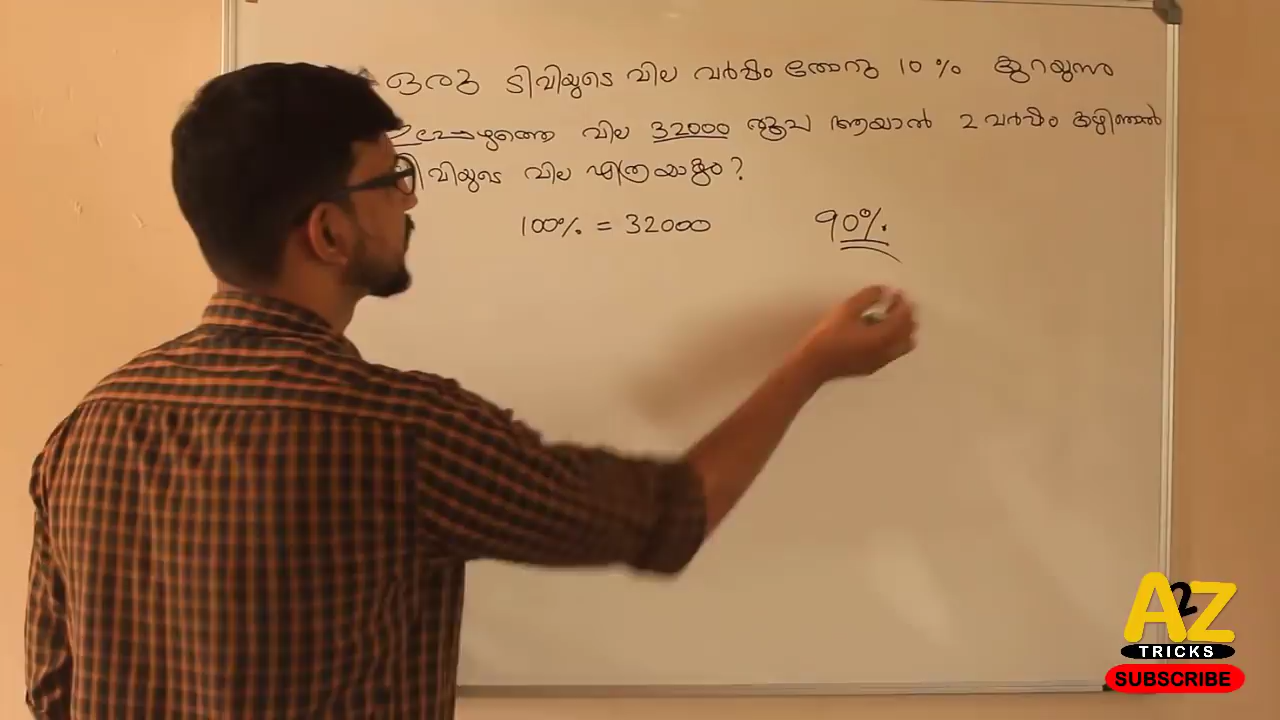 ഒരു ടിവിയുടെ വില വർഷം തോറും 10% കുറയുന്നു
വില 32000 രൂപ ആയാൽ 2 വർഷം കഴിഞ്ഞാൽ
വിയുടെ വില എത്രയാകും?
100% = 32000 90%.
A2Z
TRICKS
SUBSCRIBE